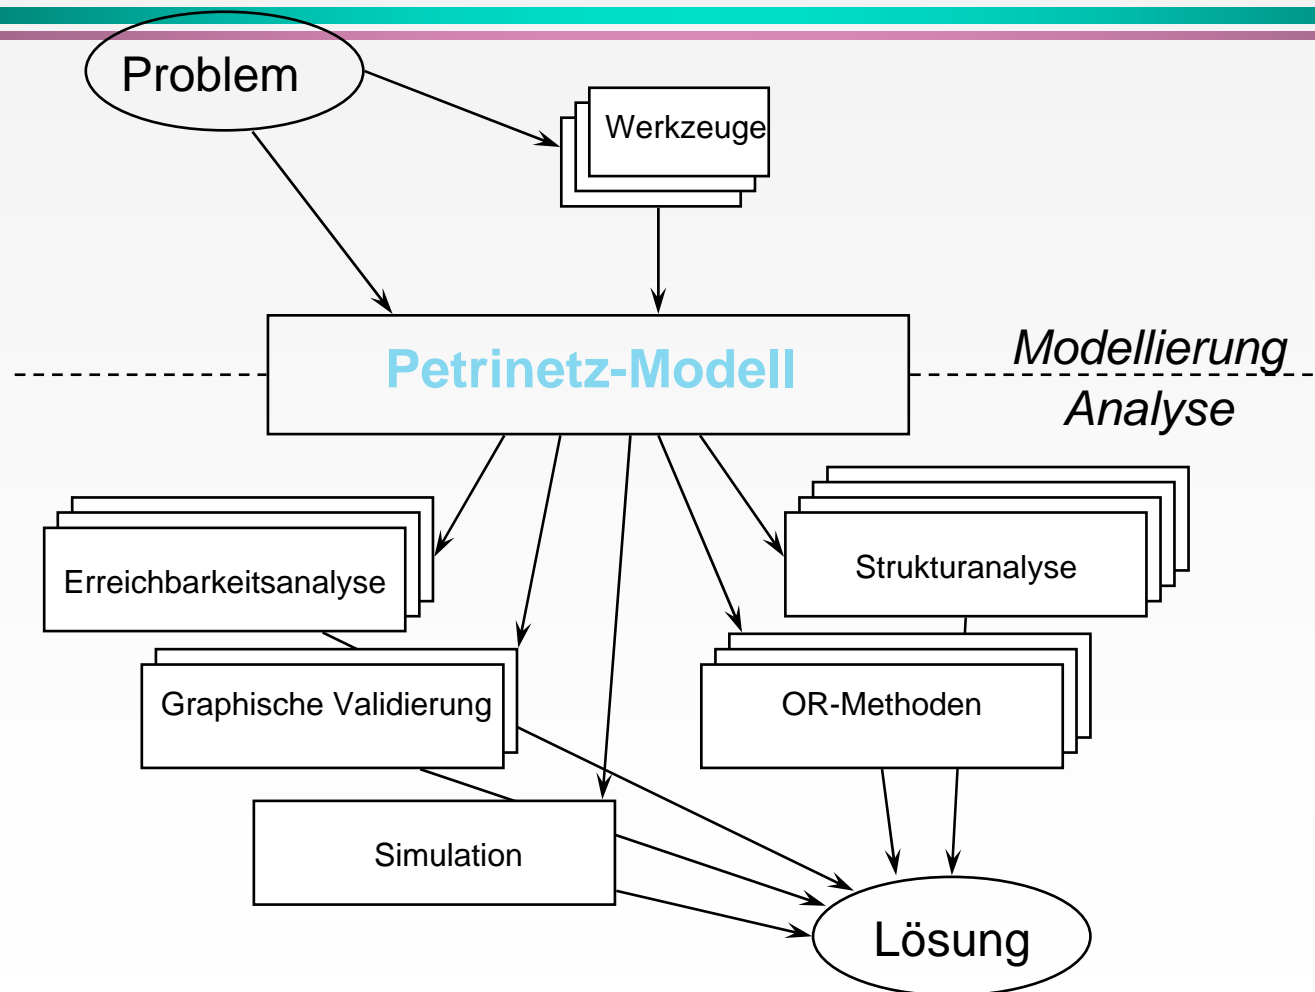 Problem
Werkzeuge
Petrinetz-Modell
Modellierung
Analyse
Erreichbarkeitsanalyse
Strukturanalyse
Graphische Validierung
OR-Methoden
Simulation
Lösung